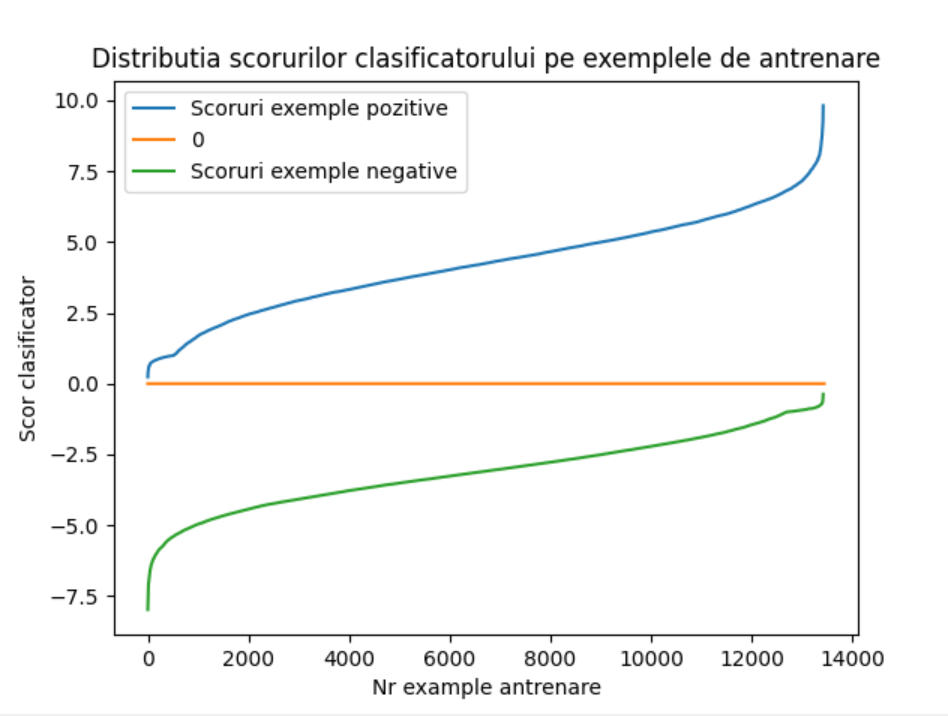 Distributia scorurilor clasificatorului pe exemplele de antrenare
Scoruri exemple pozitive
0
Scoruri exemple negative
10.0
7.5
5.0
2.5
0.0
−2.5
−5.0
−7.5
Scor clasificator
0 2000 4000 6000 8000 10000 12000 14000
Nr example antrenare